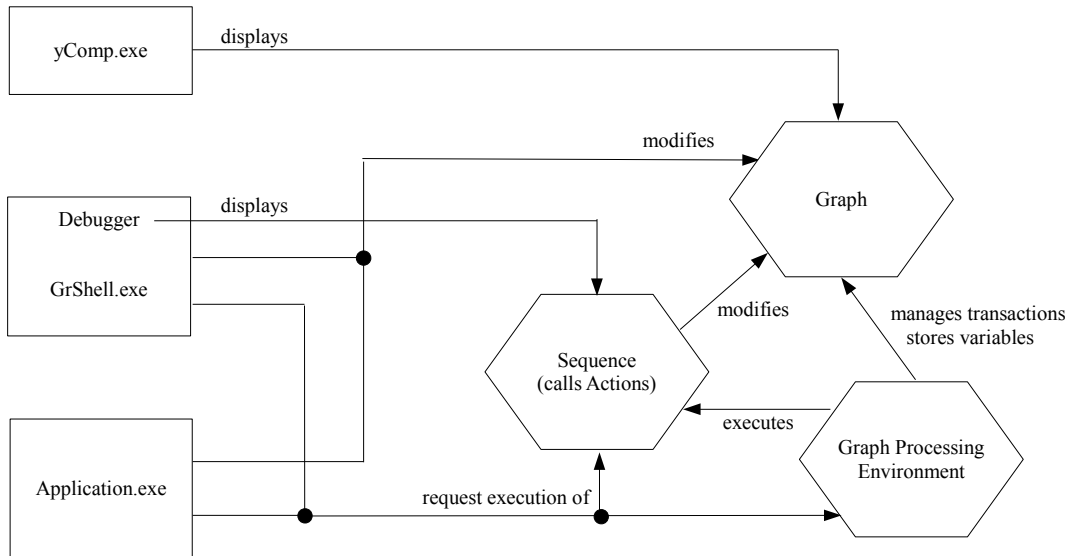 yComp.exe
displays
modifies
Graph
Debugger
displays
GrShell.exe
modifies
manages transactions
stores variables
Sequence
(calls Actions)
executes
Graph Processing
Environment
Application.exe
request execution of